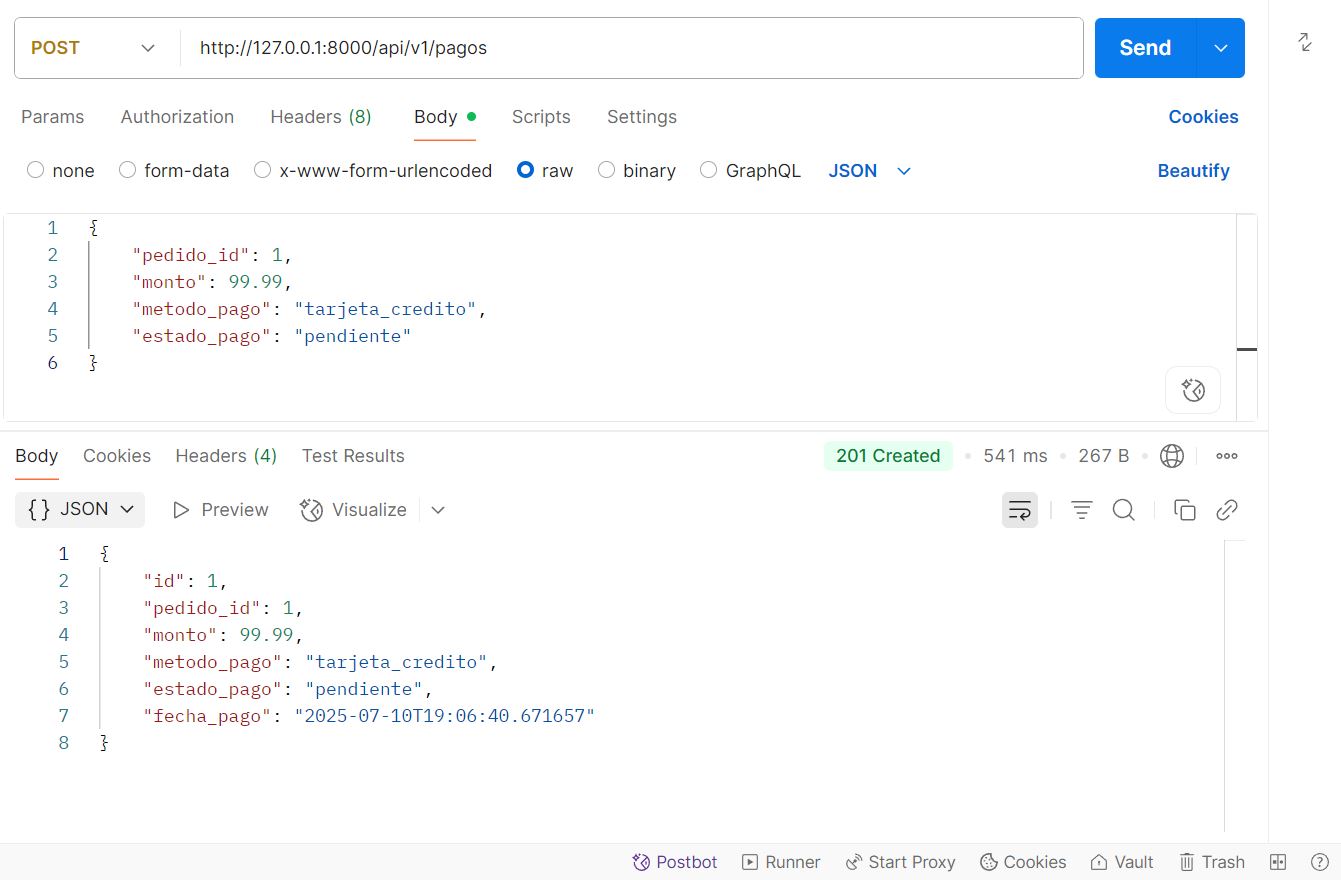 POST http://127.0.0.1:8000/api/v1/pagos Send
Params Authorization Headers (8) Body Scripts Settings Cookies
none form-data x-www-form-urlencoded raw binary GraphQL JSON Beautify
1 {
2 "pedido_id": 1,
3 "monto": 99.99,
4 "metodo_pago": "tarjeta_credito",
5 "estado_pago": "pendiente"
6 }
Body Cookies Headers (4) Test Results 201 Created 541 ms 267 B
{} JSON Preview Visualize
1 {
2 "id": 1,
3 "pedido_id": 1,
4 "monto": 99.99,
5 "metodo_pago": "tarjeta_credito",
6 "estado_pago": "pendiente",
7 "fecha_pago": "2025-07-10T19:06:40.671657"
8 }
Postbot Runner Start Proxy Cookies Vault Trash